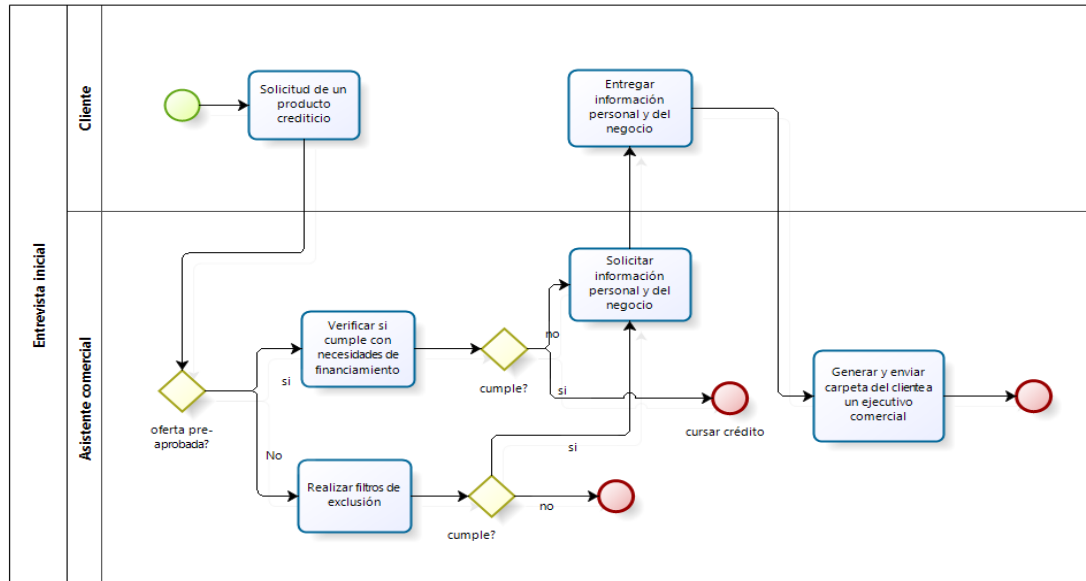 Entrevista inicial
Cliente
Solicitud de un
producto
crediticio
Entregar
información
personal y del
negocio
Asistente comercial
Solicitar
información
personal y del
negocio
Verificar si
cumple con
necesidades de
financiamiento
no
cumple?
si
si
oferta pre-
aprobada?
cursar crédito
Generar y enviar
carpeta del cliente a
un ejecutivo
comercial
No
Realizar filtros de
exclusión
si
cumple?
no